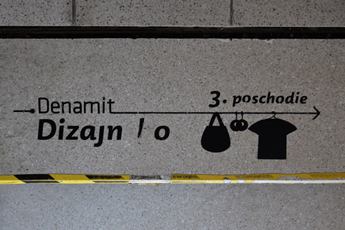 Denamit
Dizajn / o
3. poschodie